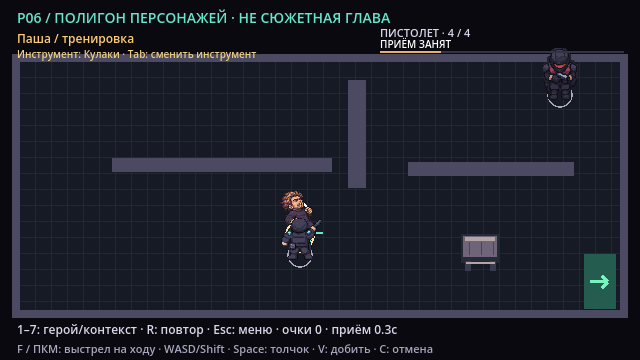 P06 / ПОЛИГОН ПЕРСОНАЖЕЙ · НЕ СЮЖЕТНАЯ ГЛАВА
Паша / тренировка
ПИСТОЛЕТ · 4 / 4
ПРИЁМ ЗАНЯТ
Инструмент: Кулаки · Tab: сменить инструмент
1–7: герой/контекст · R: повтор · Esc: меню · очки 0 · приём 0.3с
F / ПКМ: выстрел на ходу · WASD/Shift · Space: толчок · V: добить · C: отмена